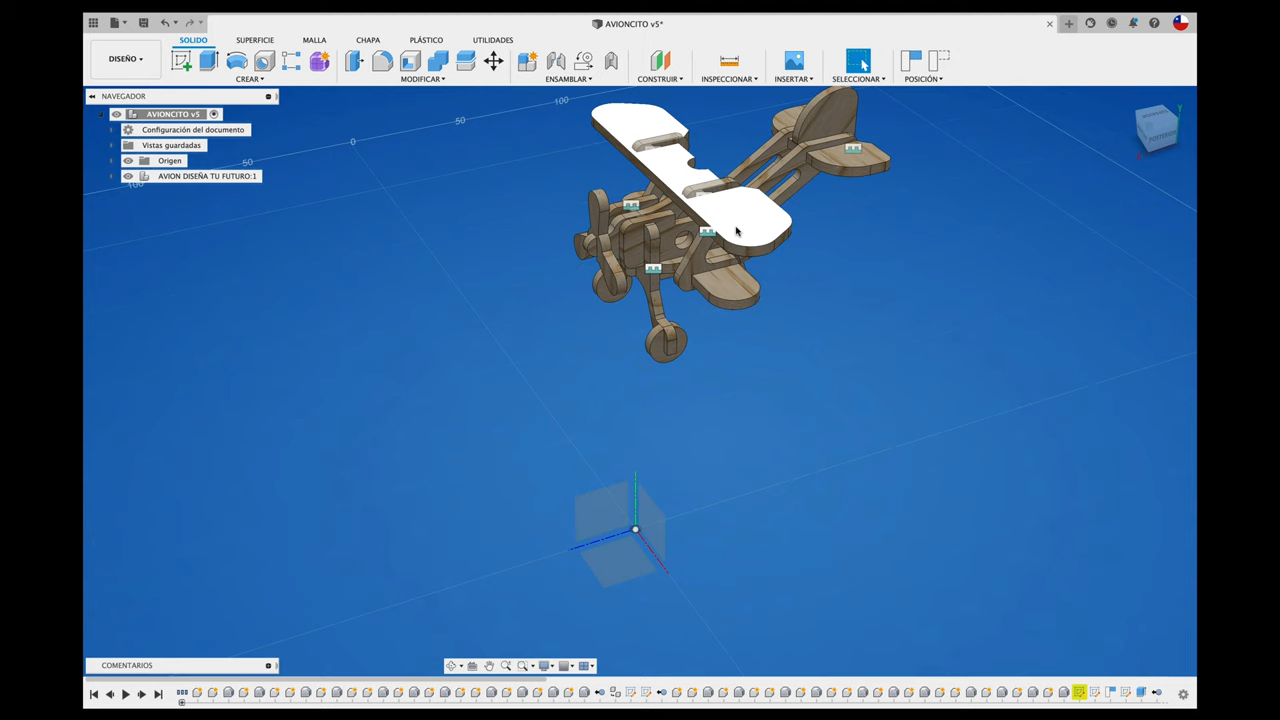 AVIONCITO v5*
SOLIDO SUPERFICIE MALLA CHAPA PLÁSTICO UTILIDADES
DISEÑO
CREAR MODIFICAR ENSAMBLAR CONSTRUIR INSPECCIONAR INSERTAR SELECCIONAR POSICIÓN
NAVEGADOR
AVIONCITO v5
Configuración del documento
Vistas guardadas
Origen
AVION DISEÑA TU FUTURO:1
100
50
0
50
100
POSTERIOR
COMENTARIOS